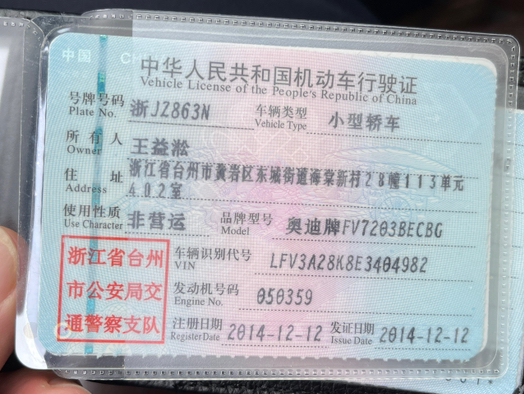 中国 CH
中华人民共和国机动车行驶证
Vehicle License of the People's Republic of China
号牌号码 浙JZ863N 车辆类型 小型轿车
Plate No. Vehicle Type
所有人 王益淞
Owner
住址 浙江省台州市黄岩区东城街道海棠新村28幢113单元
Address 402室
使用性质 非营运 品牌型号 奥迪牌FV7203BECBG
Use Character Model
浙江省台州 车辆识别代号 LFV3A28K8E3404982
VIN
市公安局交 发动机号码 050359
Engine No.
通警察支队 注册日期 2014-12-12 发证日期 2014-12-12
Register Date Issue Date